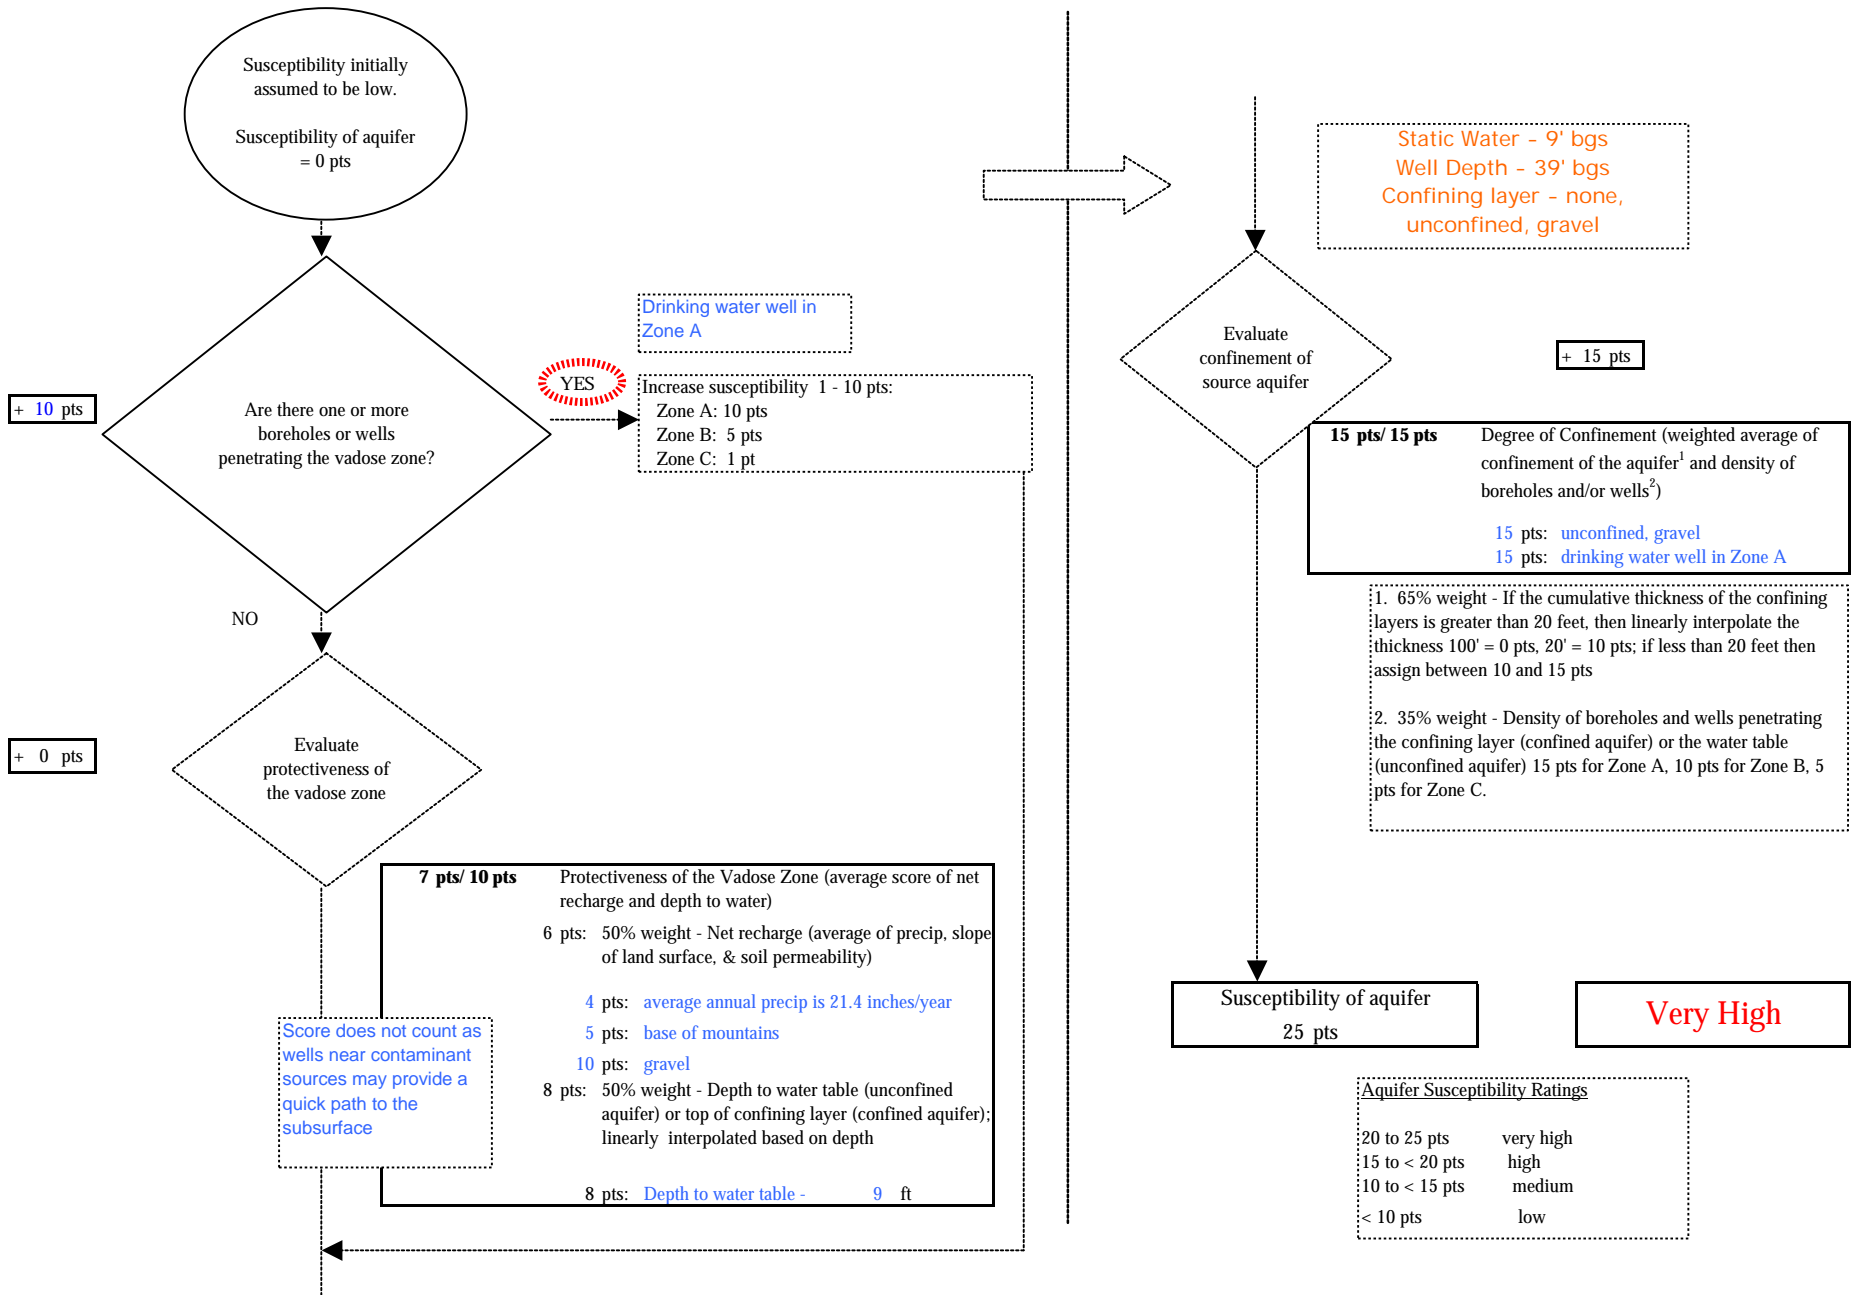 Susceptibility initially
assumed to be low.
Susceptibility of aquifer
= 0 pts
Are there one or more
boreholes or wells
penetrating the vadose zone?
+ 10 pts
YES
Drinking water well in
Zone A
Increase susceptibility 1 - 10 pts:
Zone A: 10 pts
Zone B: 5 pts
Zone C: 1 pt
NO
+ 0 pts
Evaluate
protectiveness of
the vadose zone
7 pts/ 10 pts Protectiveness of the Vadose Zone (average score of net
recharge and depth to water)
6 pts: 50% weight - Net recharge (average of precip, slope
of land surface, & soil permeability)
4 pts: average annual precip is 21.4 inches/year
5 pts: base of mountains
10 pts: gravel
8 pts: 50% weight - Depth to water table (unconfined
aquifer) or top of confining layer (confined aquifer);
linearly interpolated based on depth
8 pts: Depth to water table - 9 ft
Score does not count as
wells near contaminant
sources may provide a
quick path to the
subsurface
Static Water - 9' bgs
Well Depth - 39' bgs
Confining layer - none,
unconfined, gravel
Evaluate
confinement of
source aquifer
+ 15 pts
15 pts/ 15 pts Degree of Confinement (weighted average of
confinement of the aquifer1 and density of
boreholes and/or wells2)
15 pts: unconfined, gravel
15 pts: drinking water well in Zone A
1. 65% weight - If the cumulative thickness of the confining
layers is greater than 20 feet, then linearly interpolate the
thickness 100' = 0 pts, 20' = 10 pts; if less than 20 feet then
assign between 10 and 15 pts
2. 35% weight - Density of boreholes and wells penetrating
the confining layer (confined aquifer) or the water table
(unconfined aquifer) 15 pts for Zone A, 10 pts for Zone B, 5
pts for Zone C.
Susceptibility of aquifer
25 pts
Very High
Aquifer Susceptibility Ratings
20 to 25 pts very high
15 to < 20 pts high
10 to < 15 pts medium
< 10 pts low